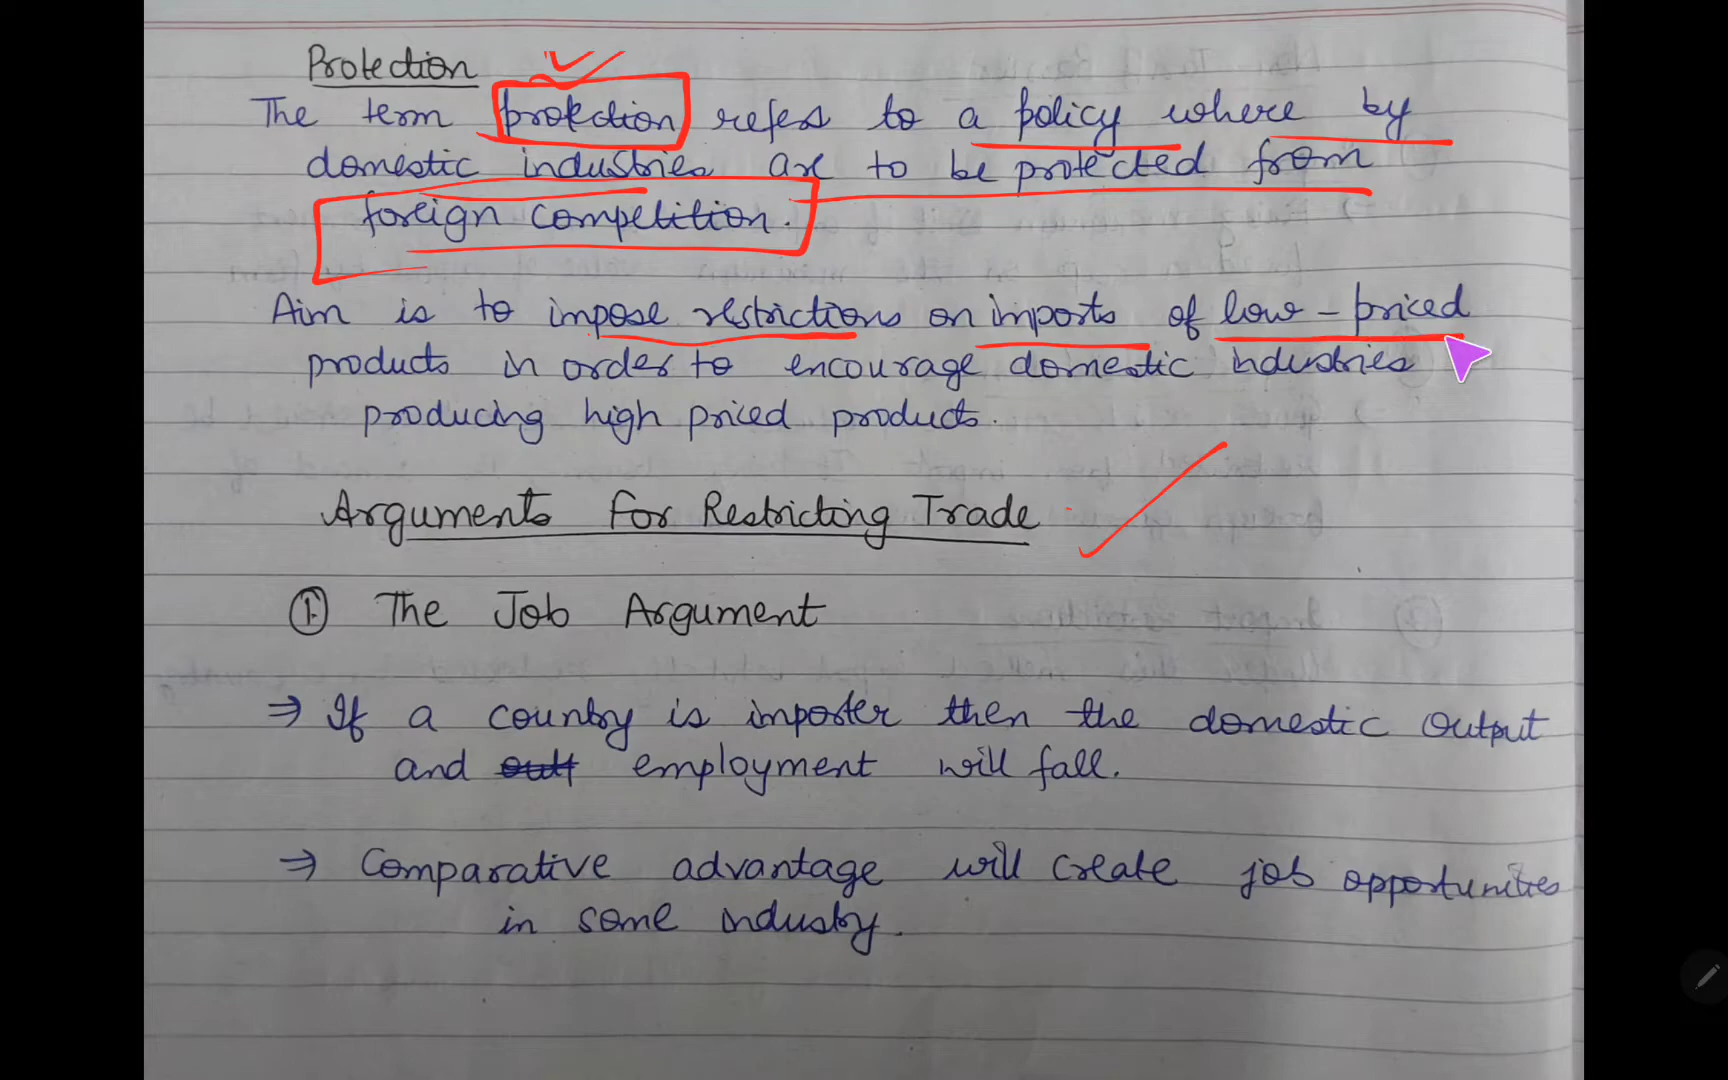 Protection
The term protection refers to a policy where by
domestic industries are to be protected from
foreign competition.
Aim is to impose restrictions on imports of low-priced
products in order to encourage domestic industries
producing high priced products.
Arguments for Restricting Trade
① The Job Argument
⇒ If a country is importer then the domestic output
and employment will fall.
⇒ Comparative advantage will create job opportunities
in some industry.